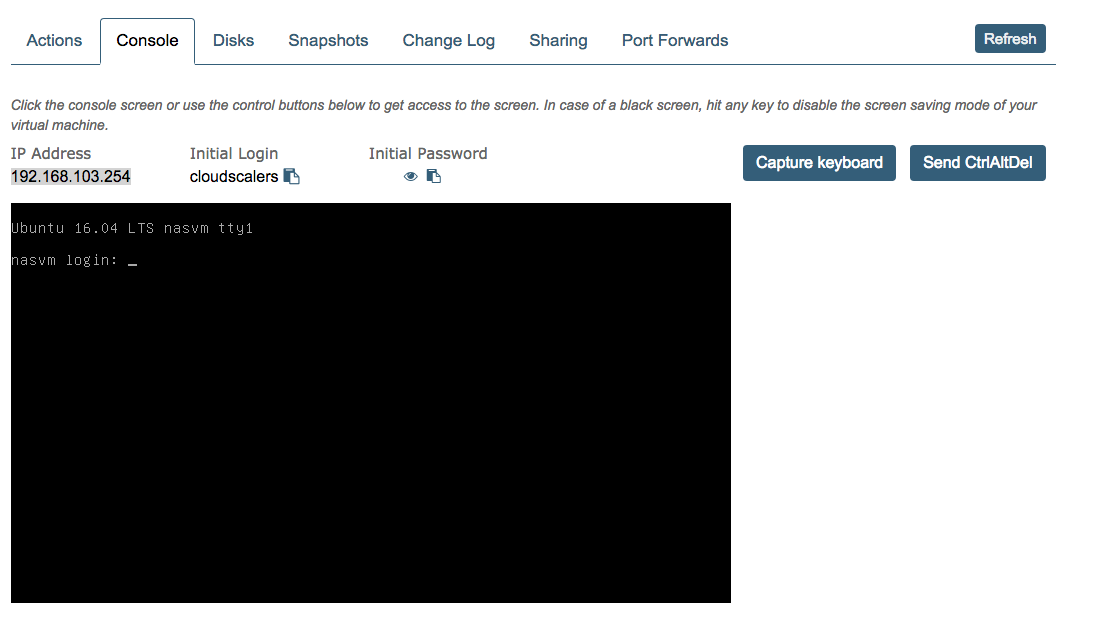 Actions Console Disks Snapshots Change Log Sharing Port Forwards Refresh
Click the console screen or use the control buttons below to get access to the screen. In case of a black screen, hit any key to disable the screen saving mode of your
virtual machine.
IP Address Initial Login Initial Password
192.168.103.254 cloudscalers
Capture keyboard Send CtrlAltDel
Ubuntu 16.04 LTS nasvm tty1
nasvm login: _